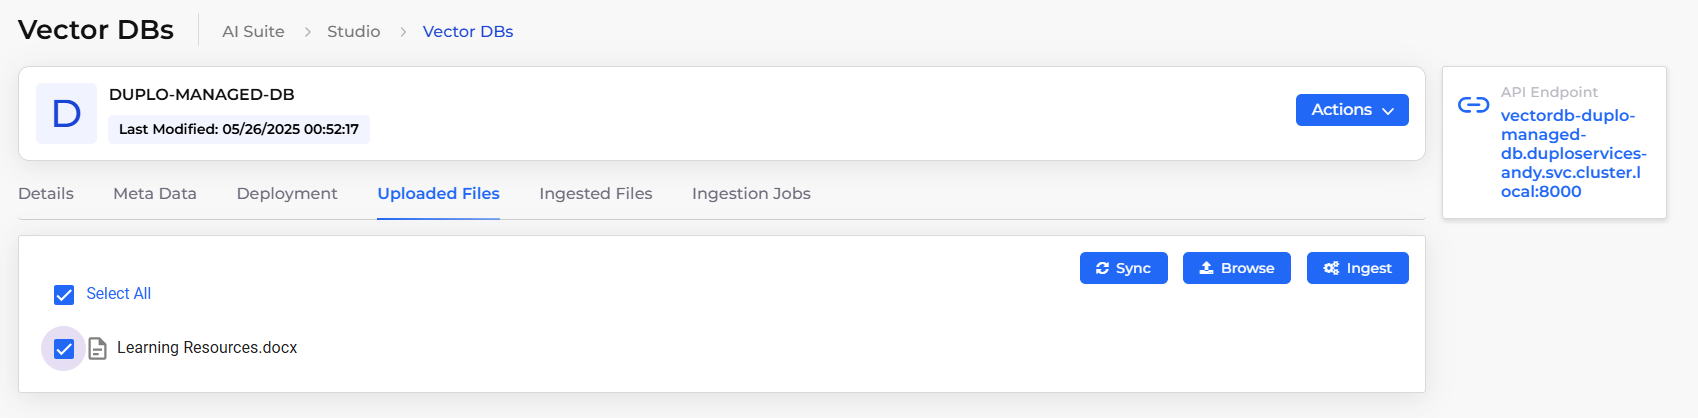 Vector DBs
AI Suite > Studio > Vector DBs
D
DUPLO-MANAGED-DB
Last Modified: 05/26/2025 00:52:17
Actions
API Endpoint
vectordb-duplo-
managed-
db.duploservices-
andy.svc.cluster.l
ocal:8000
Details Meta Data Deployment Uploaded Files Ingested Files Ingestion Jobs
Sync Browse Ingest
Select All
Learning Resources.docx